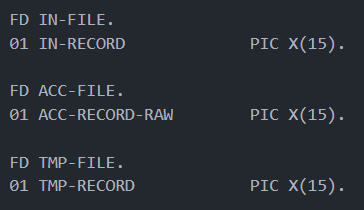 FD IN-FILE.
01 IN-RECORD PIC X(15).
FD ACC-FILE.
01 ACC-RECORD-RAW PIC X(15).
FD TMP-FILE.
01 TMP-RECORD PIC X(15).